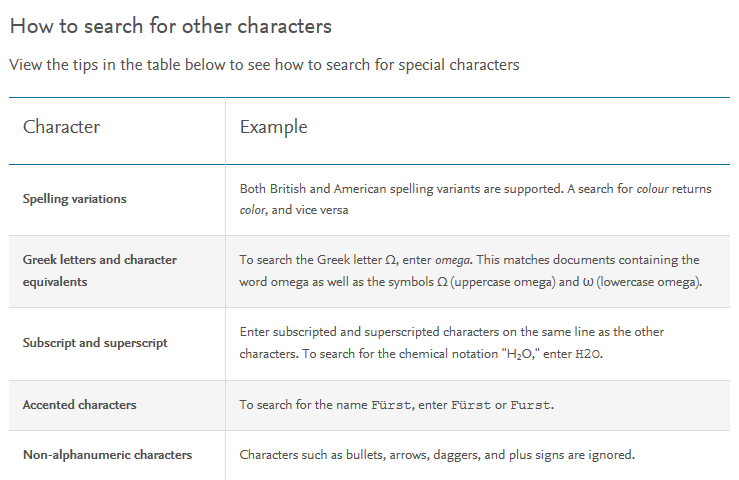 How to search for other characters
View the tips in the table below to see how to search for special characters
Character
Example
Spelling variations
Both British and American spelling variants are supported. A search for colour returns
color, and vice versa
Greek letters and character
equivalents
To search the Greek letter Ω, enter omega. This matches documents containing the
word omega as well as the symbols Ω (uppercase omega) and ω (lowercase omega).
Subscript and superscript
Enter subscripted and superscripted characters on the same line as the other
characters. To search for the chemical notation "H₂O," enter H2O.
Accented characters
To search for the name Fürst, enter Fürst or Furst.
Non-alphanumeric characters
Characters such as bullets, arrows, daggers, and plus signs are ignored.